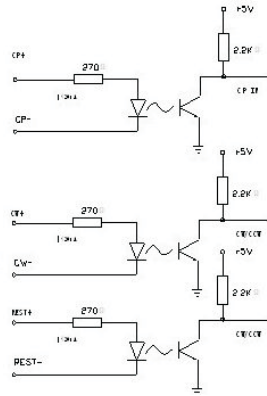 +5V
CP+
270Ω
2.2K
CP IN
CP-
+5V
2.2K
CW+
270
CW-
+5V
2.2K
REST+
270
REST-